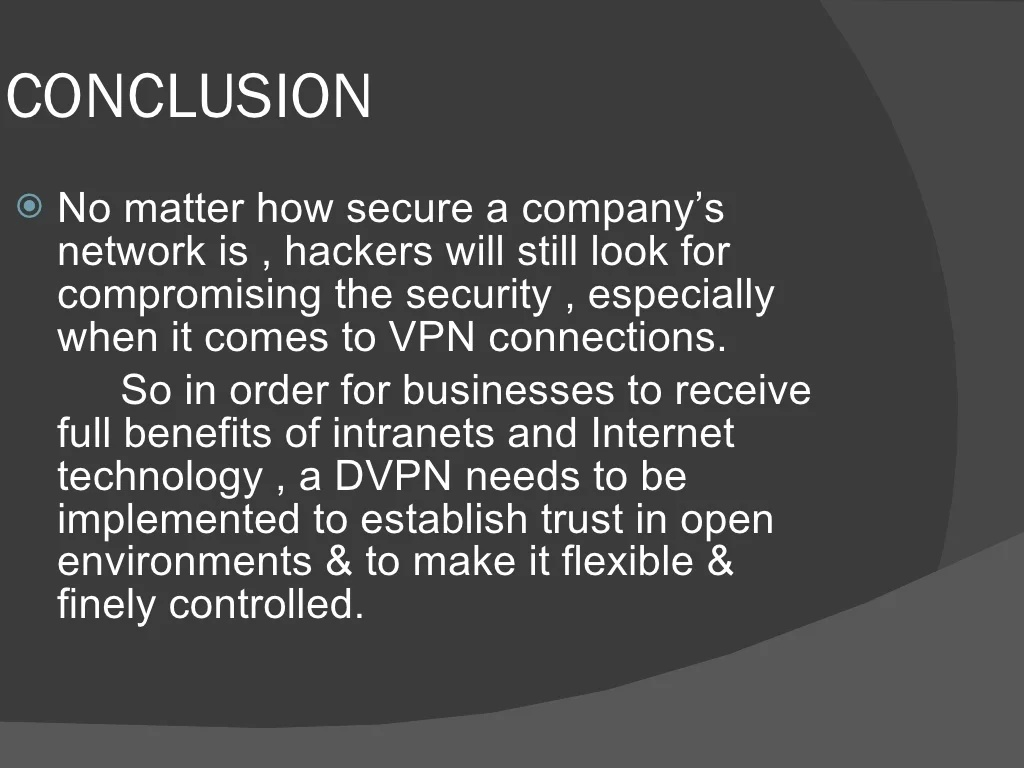 CONCLUSION
No matter how secure a company’s
network is , hackers will still look for
compromising the security , especially
when it comes to VPN connections.
So in order for businesses to receive
full benefits of intranets and Internet
technology , a DVPN needs to be
implemented to establish trust in open
environments & to make it flexible &
finely controlled.